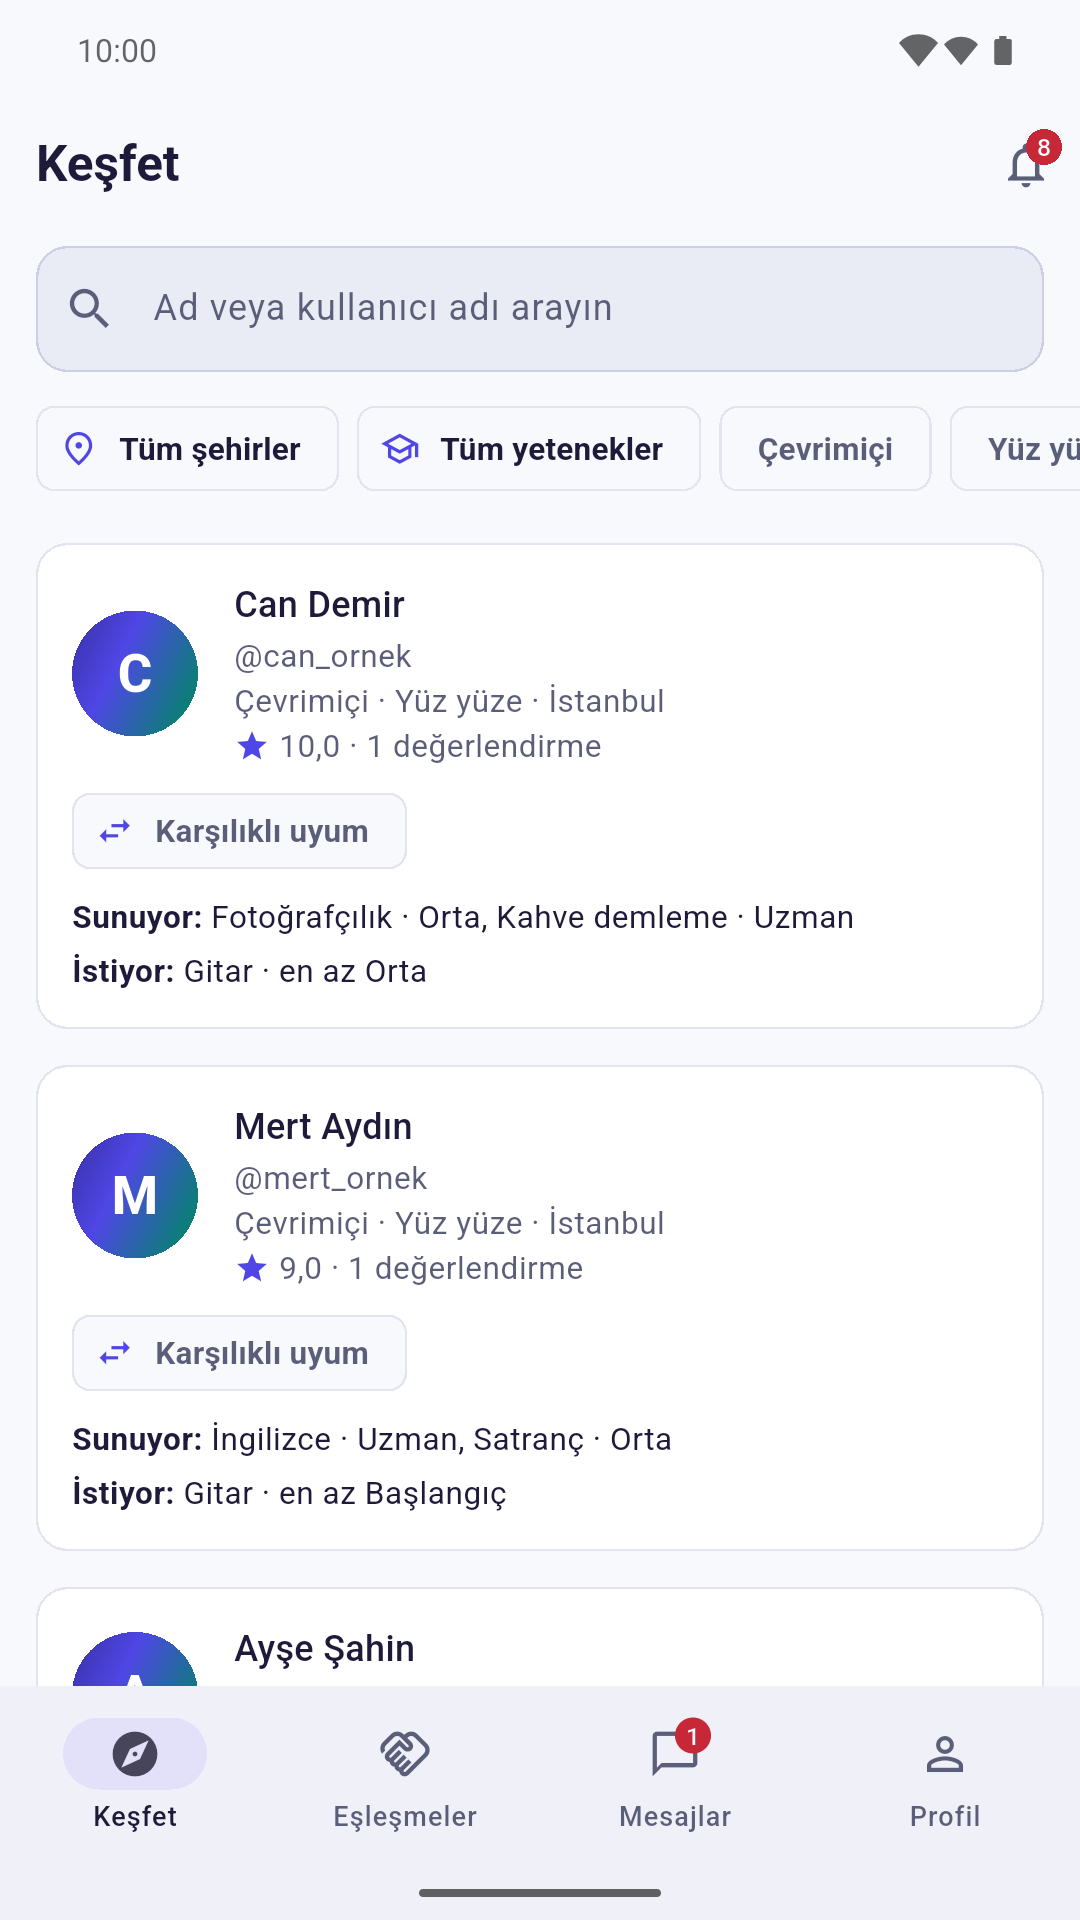 10:00
Keşfet
8
Ad veya kullanıcı adı arayın
Tüm şehirler
Tüm yetenekler
Çevrimiçi
Yüz yü
Can Demir
C
@can_ornek
Çevrimiçi · Yüz yüze · İstanbul
10,0 · 1 değerlendirme
Karşılıklı uyum
Sunuyor: Fotoğrafçılık · Orta, Kahve demleme · Uzman
İstiyor: Gitar · en az Orta
Mert Aydın
M
@mert_ornek
Çevrimiçi · Yüz yüze · İstanbul
9,0 · 1 değerlendirme
Karşılıklı uyum
Sunuyor: İngilizce · Uzman, Satranç · Orta
İstiyor: Gitar · en az Başlangıç
Ayşe Şahin
A
1
Keşfet
Eşleşmeler
Mesajlar
Profil